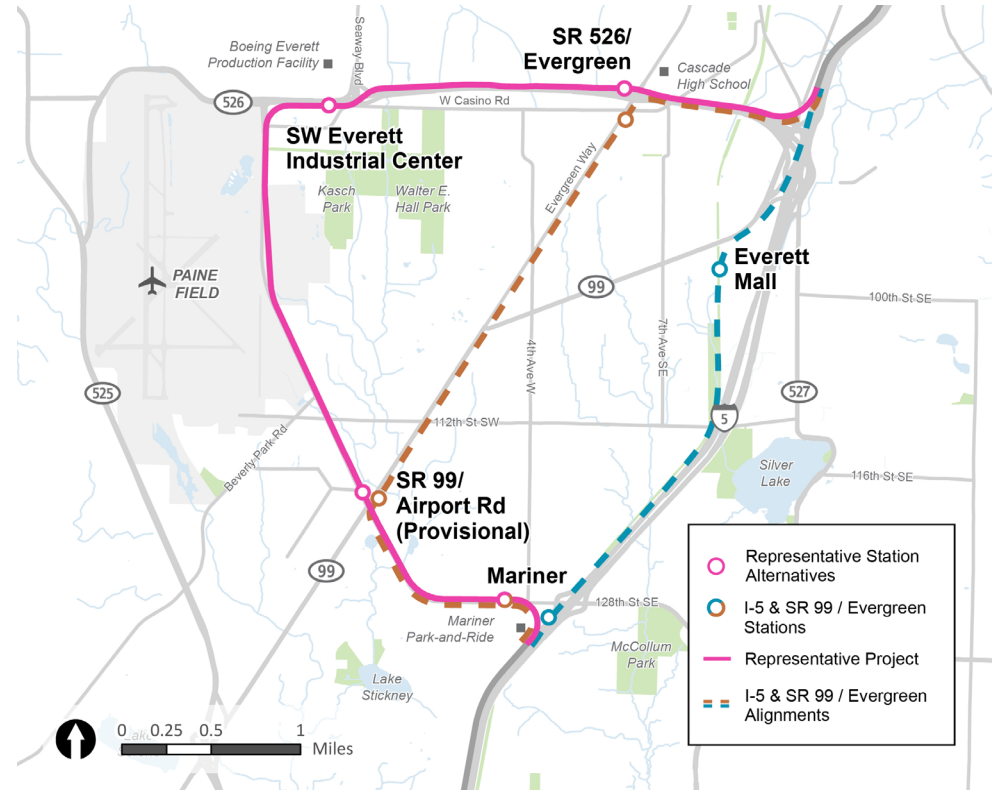 Boeing Everett
Production Facility
Seaway Blvd
SR 526/
Evergreen
Cascade
High School
526
W Casino Rd
SW Everett
Industrial Center
Kasch
Park
Walter E.
Hall Park
Evergreen Way
Everett
Mall
PAINE
FIELD
99
100th St SE
4th Ave W
7th Ave SE
525
527
5
112th St SW
Beverly Park Rd
SR 99/
Airport Rd
(Provisional)
Silver
Lake
116th St SE
99
Mariner
128th St SE
Mariner
Park-and-Ride
McCollum
Park
Lake
Stickney
Representative Station
Alternatives
I-5 & SR 99 / Evergreen
Stations
Representative Project
I-5 & SR 99 / Evergreen
Alignments
0 0.25 0.5 1
Miles
Lake